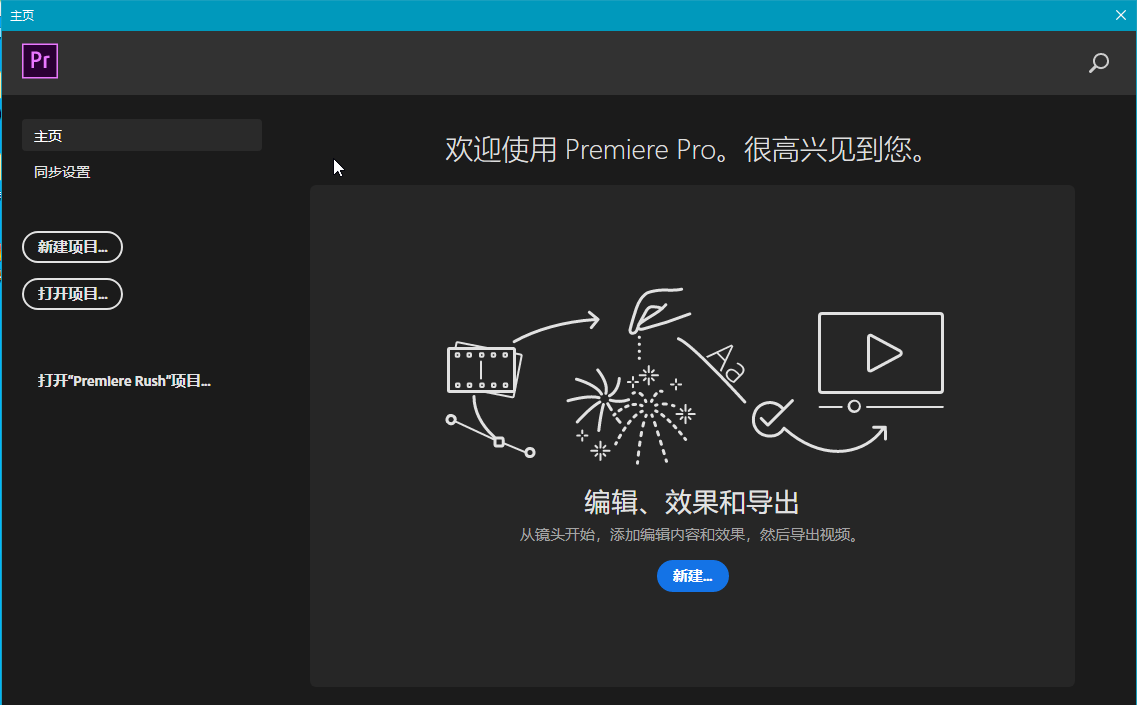 主页
Pr
主页
同步设置
新建项目...
打开项目...
打开“Premiere Rush”项目...
欢迎使用 Premiere Pro。很高兴见到您。
Aa
编辑、效果和导出
从镜头开始，添加编辑内容和效果，然后导出视频。
新建...